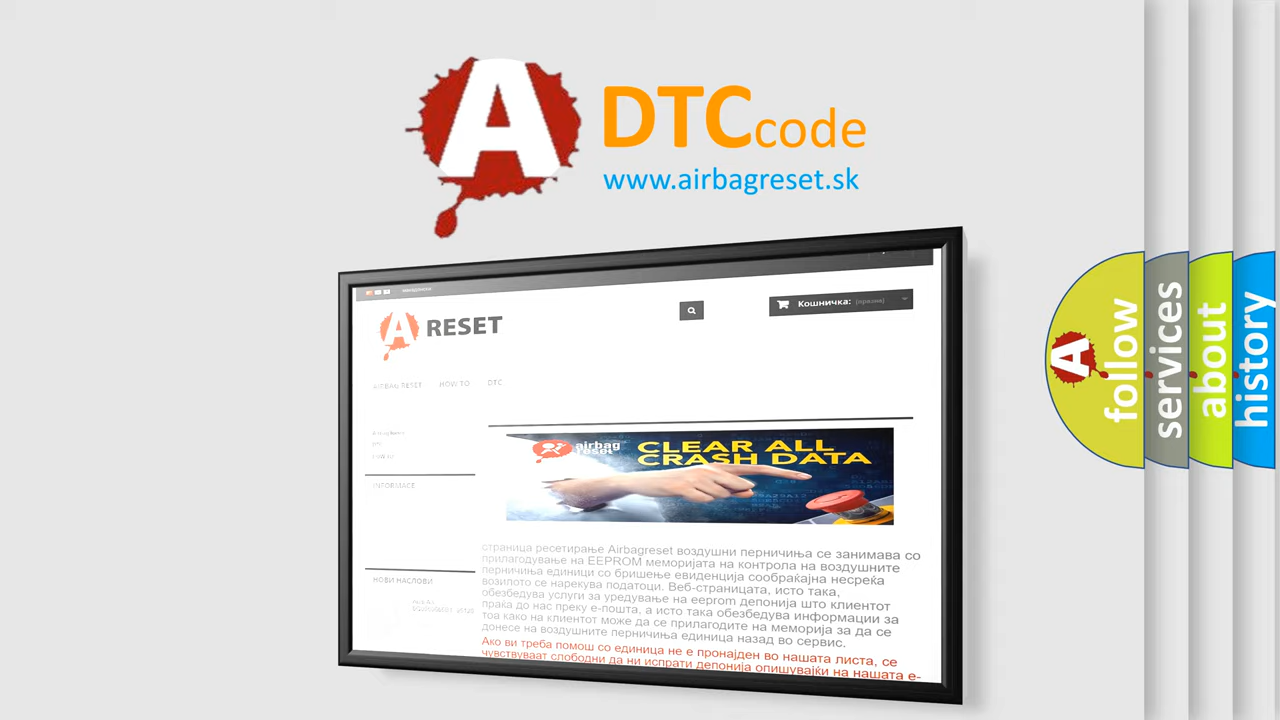 A
DTCcode
www.airbagreset.sk
Кошничка: (празна)
A RESET
AIRBAG RESET HOW TO DTC
airbag
reset
CLEAR ALL
CRASH DATA
INFORMACE
страница ресетирање Airbagreset воздушни перничиња се занимава со
прилагодување на EEPROM меморијата на контрола на воздушните
перничиња единици со бришење евиденција сообраќајна несреќа
возилото се нарекува податоци. Веб-страницата, исто така,
обезбедува услуги за уредување на eeprom депонија што клиентот
праќа до нас преку е-пошта, а исто така обезбедува информации за
тоа како на клиентот може да се прилагодите на меморија за да се
донесе на воздушните перничиња единица назад во сервис.
НОВИ НАСЛОВИ
Ако ви треба помош со единица не е пронајден во нашата листа, се
чувствуваат слободни да ни испрати депонија опишувајќи на нашата е-
A
follow
services
about
history